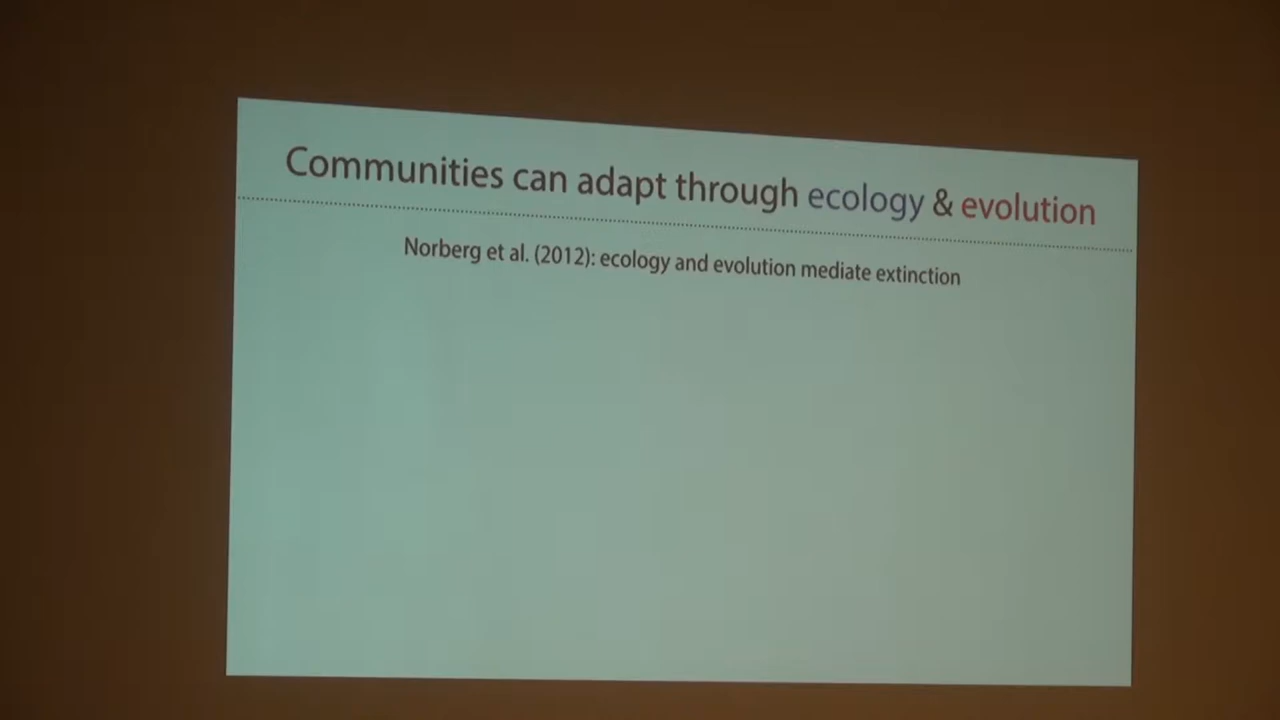 Communities can adapt through ecology & evolution
Norberg et al. (2012): ecology and evolution mediate extinction